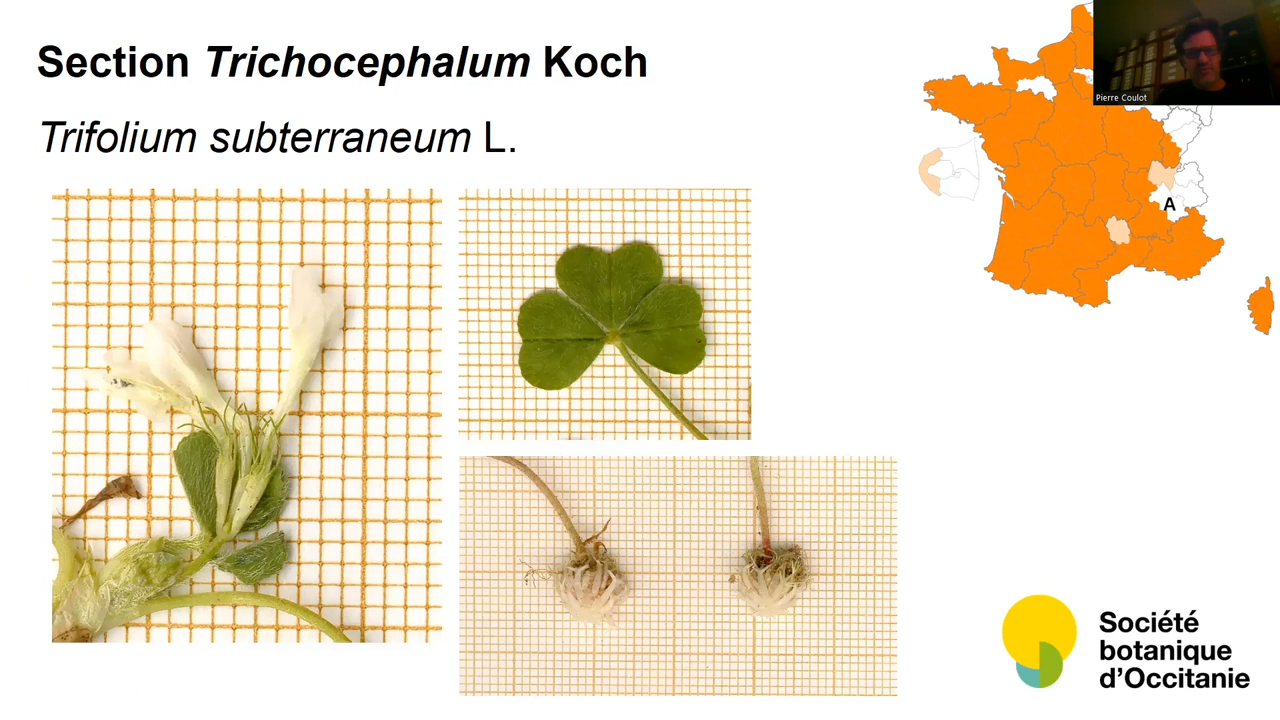 Section Trichocephalum Koch
Trifolium subterraneum L.
Pierre Coulot
A
Société
botanique
d'Occitanie